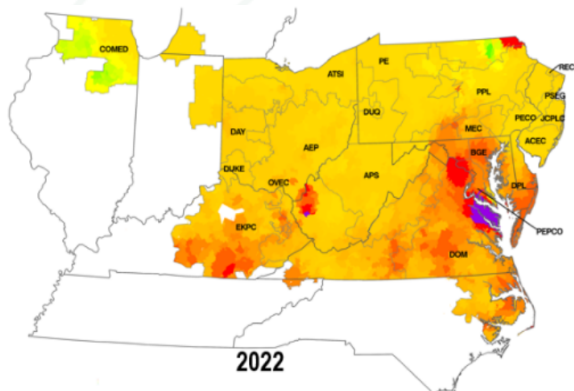 COMED
ATSI
PE
REC
PPL
PSEG
DUQ
PECO
JCPLC
DAY
AEP
MEC
ACEC
BGE
DUKE
OVEC
APS
DPL
EKPC
PEPCO
DOM
2022